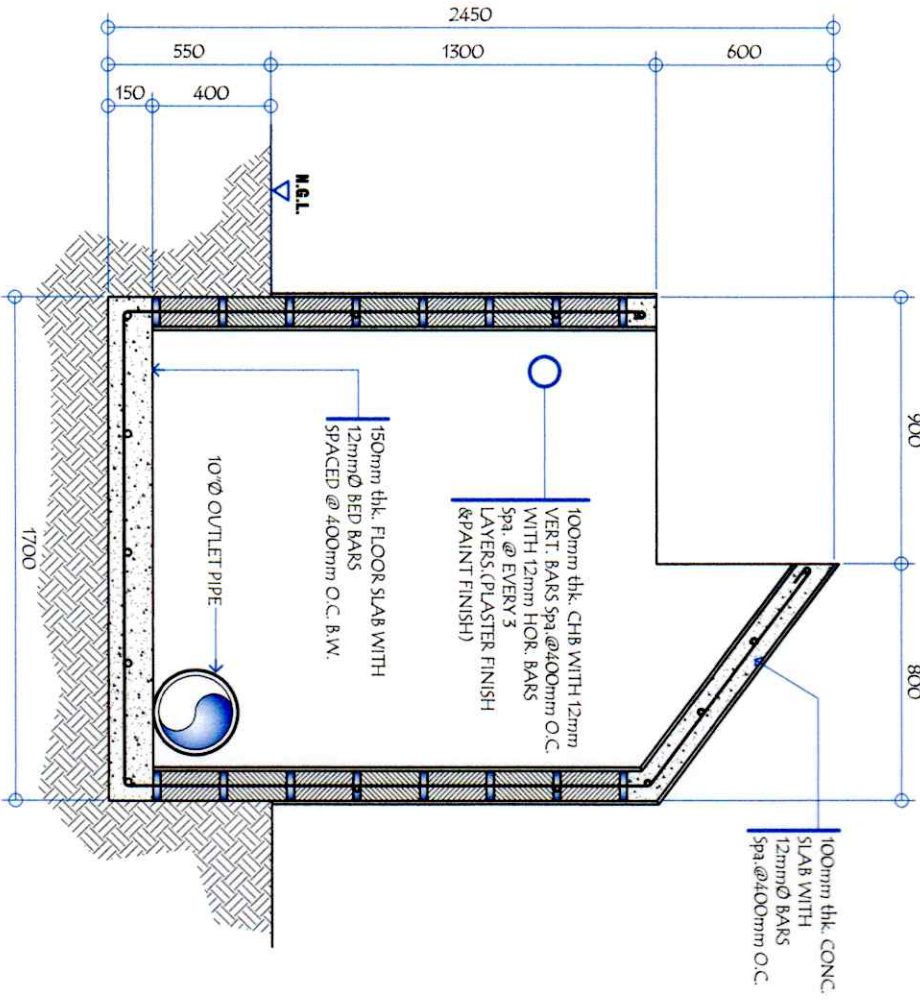 2450
550
1300
600
150
400
N.G.L.
900
800
100mm thk. CONC.
SLAB WITH
12mmØ BARS
Spa.@400mm O.C.
100mm thk. CHB WITH 12mm
VERT. BARS Spa.@400mm O.C.
WITH 12mm HOR. BARS
Spa. @ EVERY 3
LAYERS.(PLASTER FINISH
&PAINT FINISH)
150mm thk. FLOOR SLAB WITH
12mmØ BED BARS
SPACED @ 400mm O.C. B.W.
10"Ø OUTLET PIPE
1700